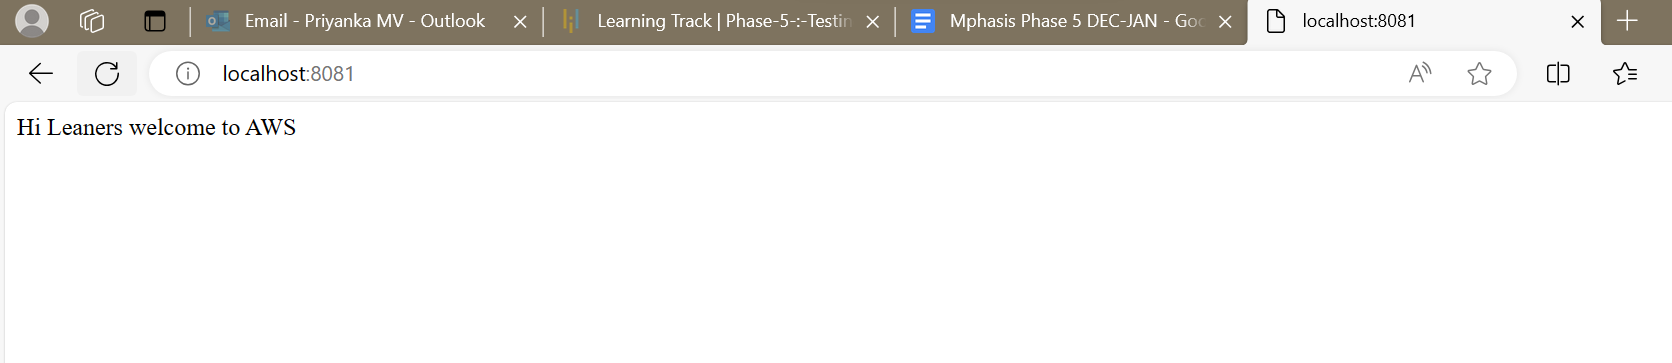 Email - Priyanka MV - Outlook
Learning Track | Phase-5-:-Testin
Mphasis Phase 5 DEC-JAN - Goo
localhost:8081
localhost:8081
Hi Leaners welcome to AWS